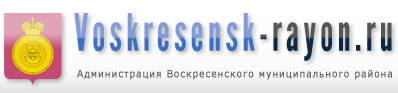 Voskresensk-rayon.ru
Администрация Воскресенского муниципального района